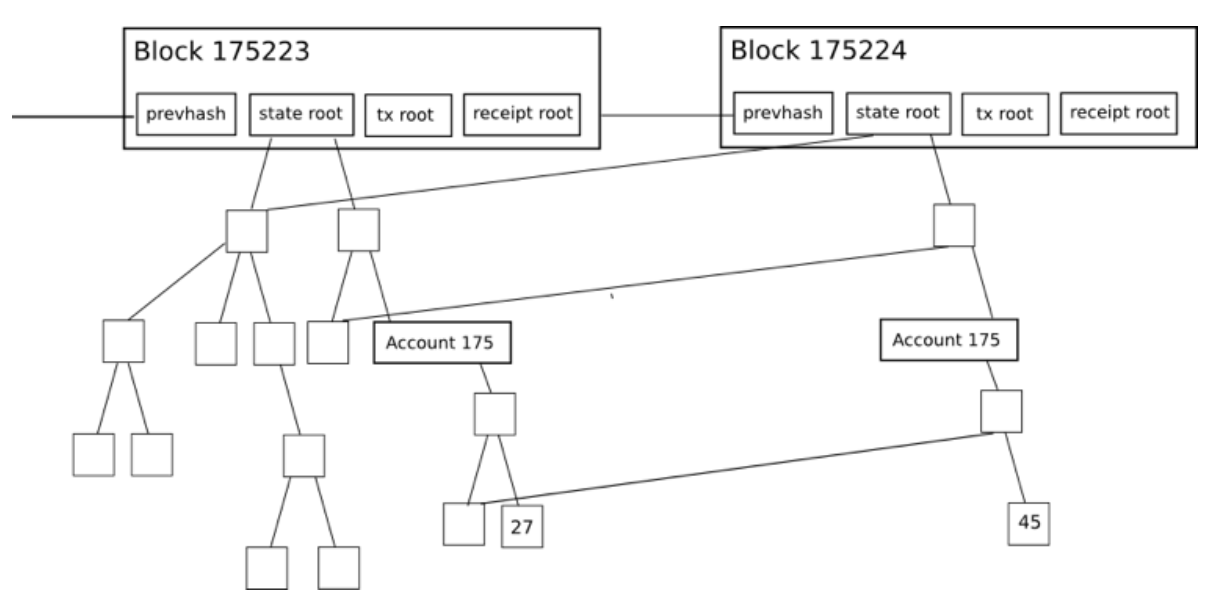 Block 175223
prevhash
state root
tx root
receipt root
Block 175224
prevhash
state root
tx root
receipt root
Account 175
27
Account 175
45